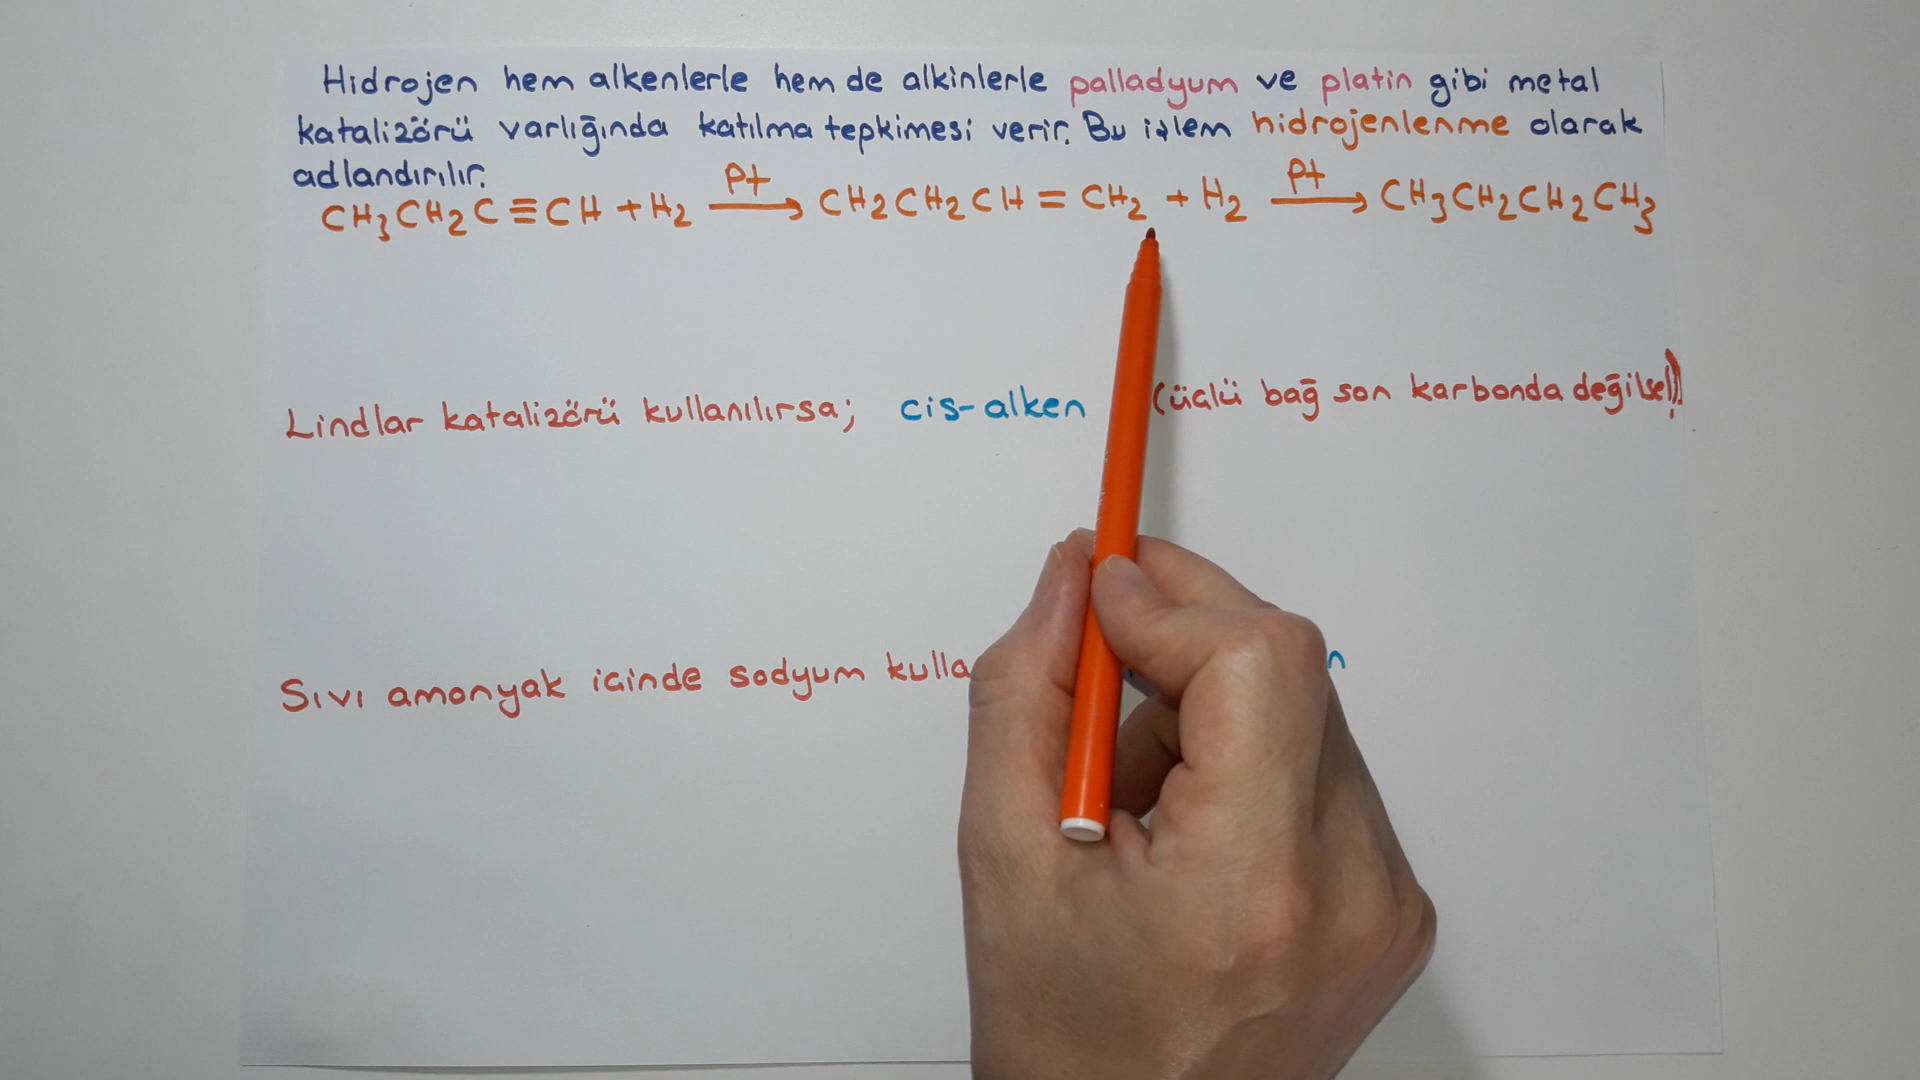 Hidrojen hem alkenlerle hem de alkinlerle palladyum ve platin gibi metal
katalizörü varlığında katılma tepkimesi verir. Bu işlem hidrojenlenme olarak
adlandırılır.
CH3CH2C≡CH + H2 Pt → CH2CH2CH=CH2 + H2 Pt → CH3CH2CH2CH3
Lindlar katalizörü kullanılırsa; cis-alken (üçlü bağ son karbonda değilse!)
Sıvı amonyak içinde sodyum